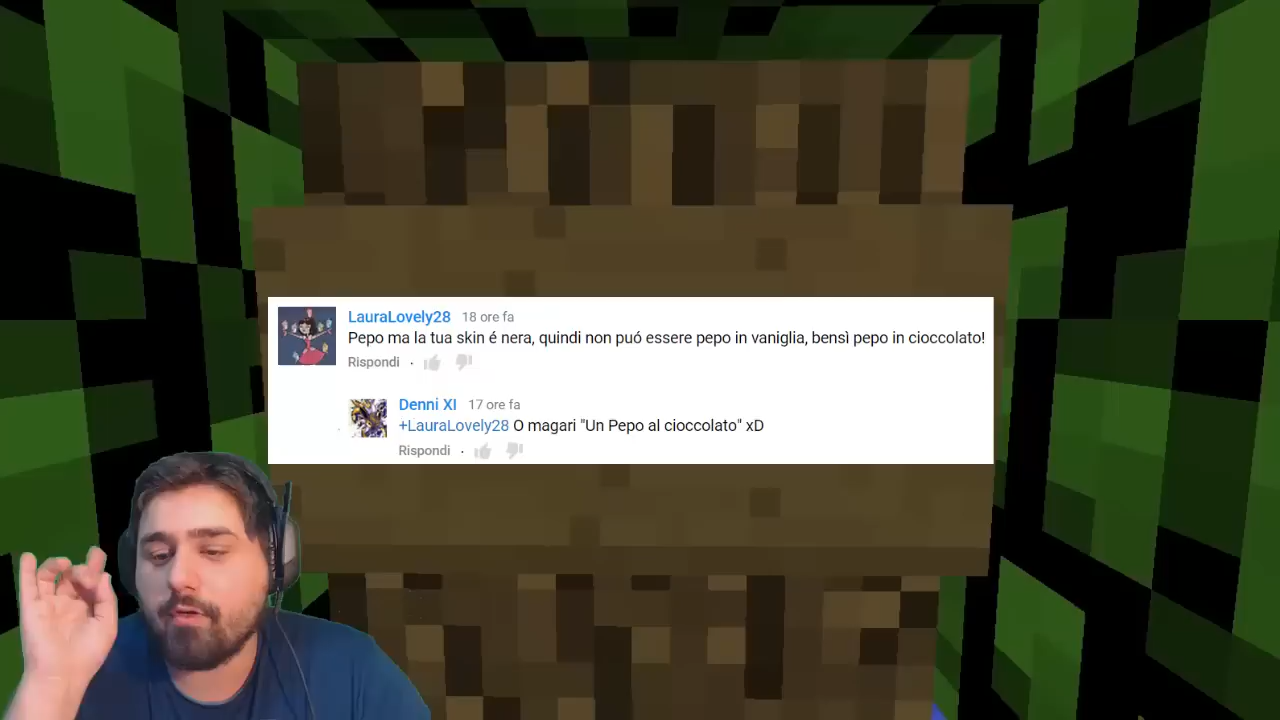 LauraLovely28 18 ore fa
Pepo ma la tua skin é nera, quindi non puó essere pepo in vaniglia, bensì pepo in cioccolato!
Rispondi ·
Denni XI 17 ore fa
+LauraLovely28 O magari "Un Pepo al cioccolato" xD
Rispondi ·